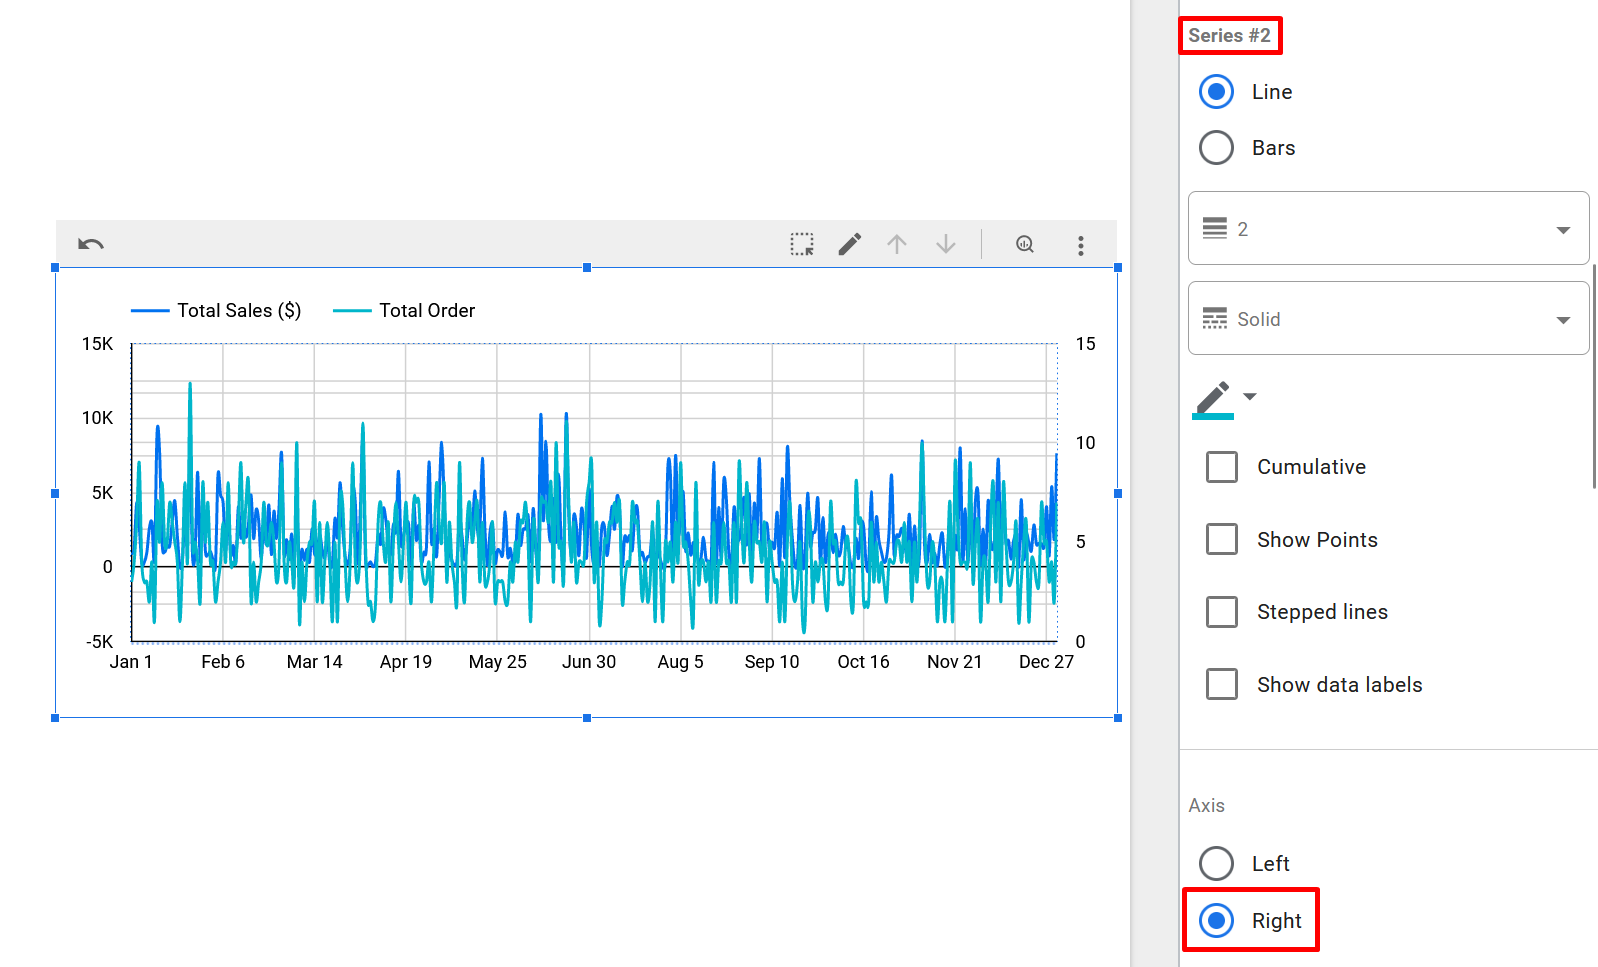 Total Sales ($) Total Order
15K
10K
5K
0
-5K
15
10
5
0
Jan 1 Feb 6 Mar 14 Apr 19 May 25 Jun 30 Aug 5 Sep 10 Oct 16 Nov 21 Dec 27
Series #2
Line
Bars
2
Solid
Cumulative
Show Points
Stepped lines
Show data labels
Axis
Left
Right